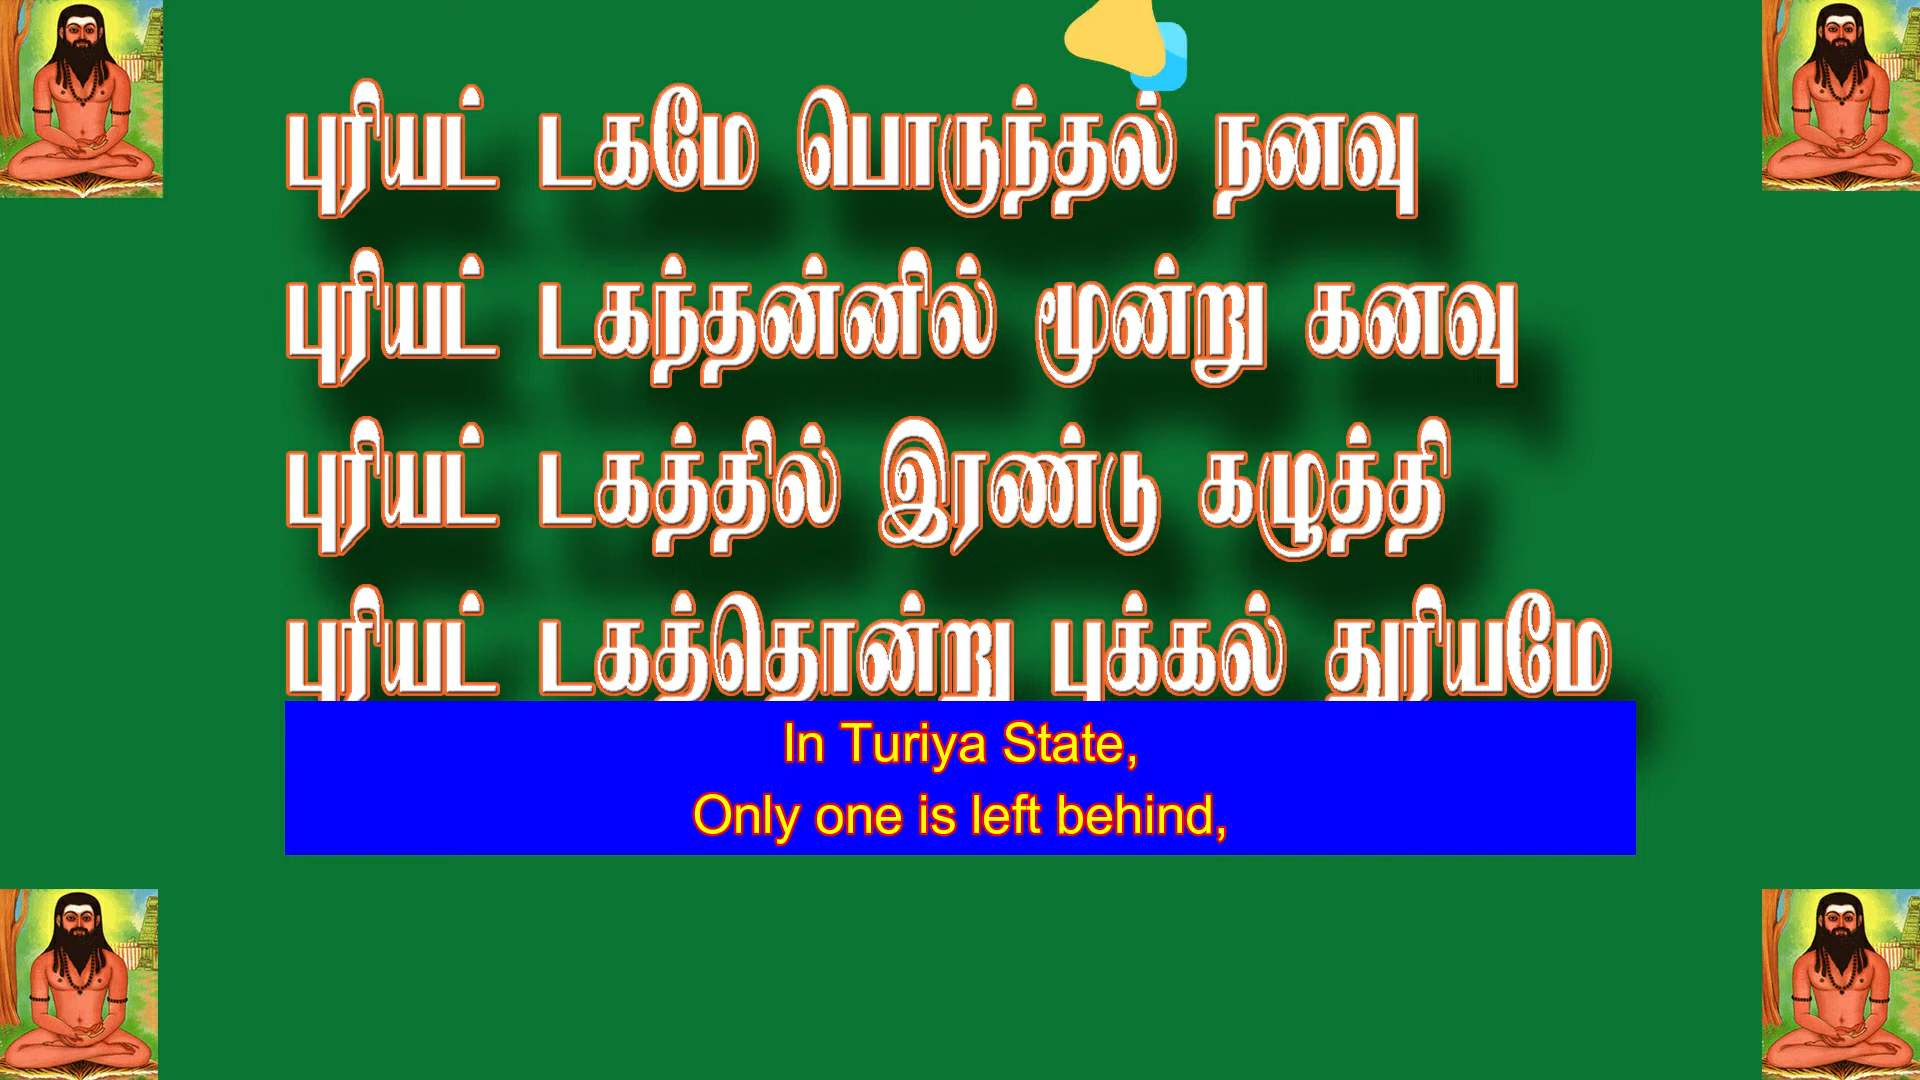 புரியட் டகமே பொருந்தல் நனவு
புரியட் டகந்தன்னில் மூன்று கனவு
புரியட் டகத்தில் இரண்டு கழுத்தி
புரியட் டகத்தொன்று புக்கல் துரியமே
In Turiya State,
Only one is left behind,